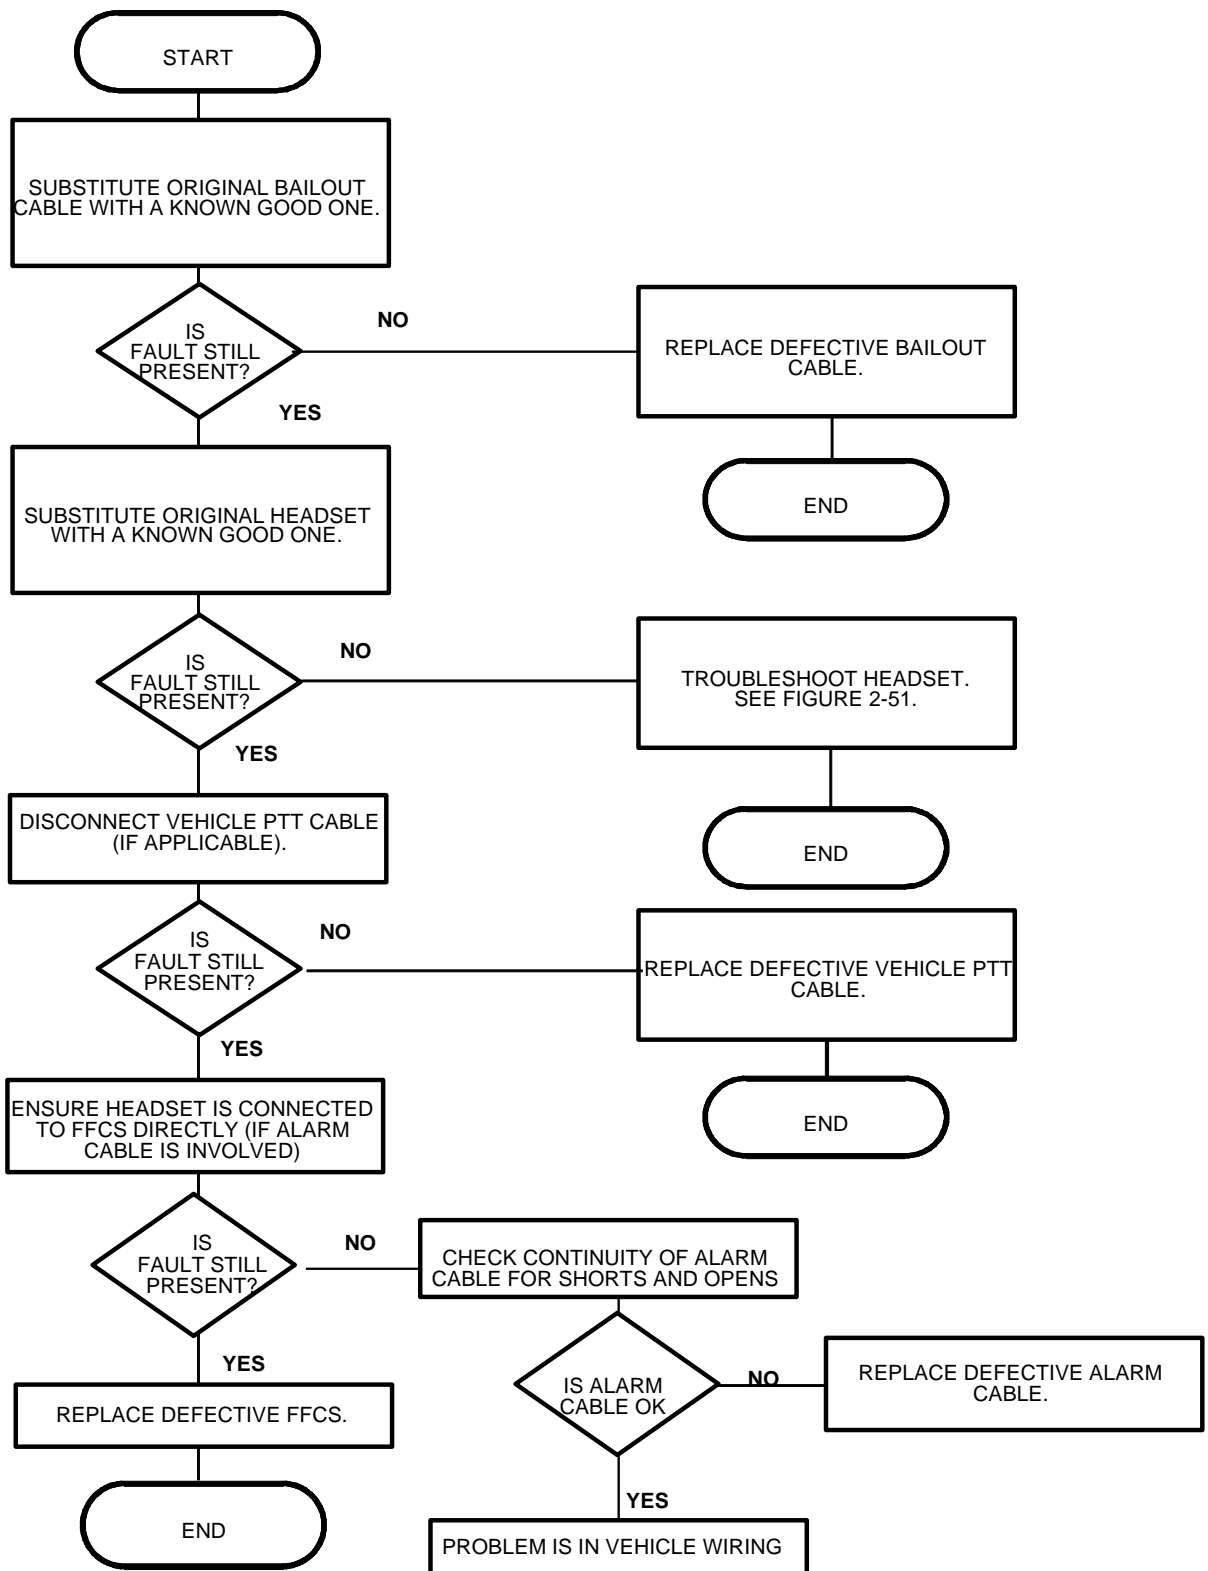 START
SUBSTITUTE ORIGINAL BAILOUT
CABLE WITH A KNOWN GOOD ONE.
IS
FAULT STILL
PRESENT?
NO
REPLACE DEFECTIVE BAILOUT
CABLE.
YES
END
SUBSTITUTE ORIGINAL HEADSET
WITH A KNOWN GOOD ONE.
IS
FAULT STILL
PRESENT?
NO
TROUBLESHOOT HEADSET.
SEE FIGURE 2-51.
YES
END
DISCONNECT VEHICLE PTT CABLE
(IF APPLICABLE).
IS
FAULT STILL
PRESENT?
NO
REPLACE DEFECTIVE VEHICLE PTT
CABLE.
YES
END
ENSURE HEADSET IS CONNECTED
TO FFCS DIRECTLY (IF ALARM
CABLE IS INVOLVED)
IS
FAULT STILL
PRESENT?
NO
CHECK CONTINUITY OF ALARM
CABLE FOR SHORTS AND OPENS
YES
IS ALARM
CABLE OK
NO
REPLACE DEFECTIVE ALARM
CABLE.
REPLACE DEFECTIVE FFCS.
YES
END
PROBLEM IS IN VEHICLE WIRING